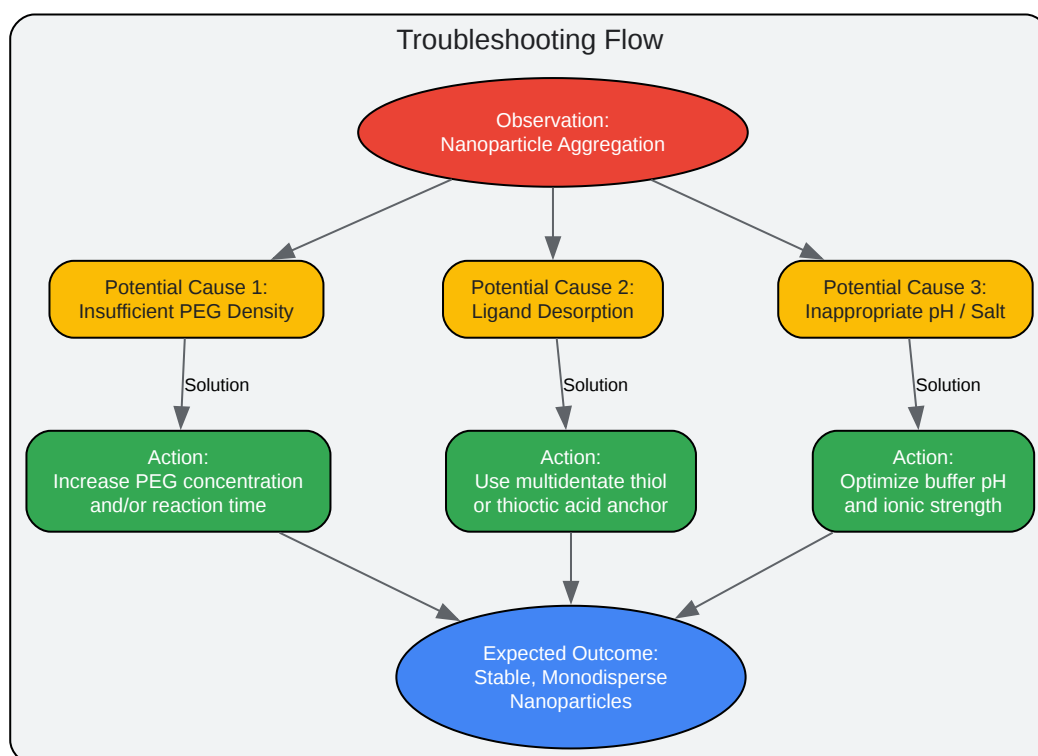 Troubleshooting Flow
Observation:
Nanoparticle Aggregation
Potential Cause 1:
Insufficient PEG Density
Potential Cause 2:
Ligand Desorption
Potential Cause 3:
Inappropriate pH / Salt
Solution
Solution
Solution
Action:
Increase PEG concentration
and/or reaction time
Action:
Use multidentate thiol
or thioctic acid anchor
Action:
Optimize buffer pH
and ionic strength
Expected Outcome:
Stable, Monodisperse
Nanoparticles